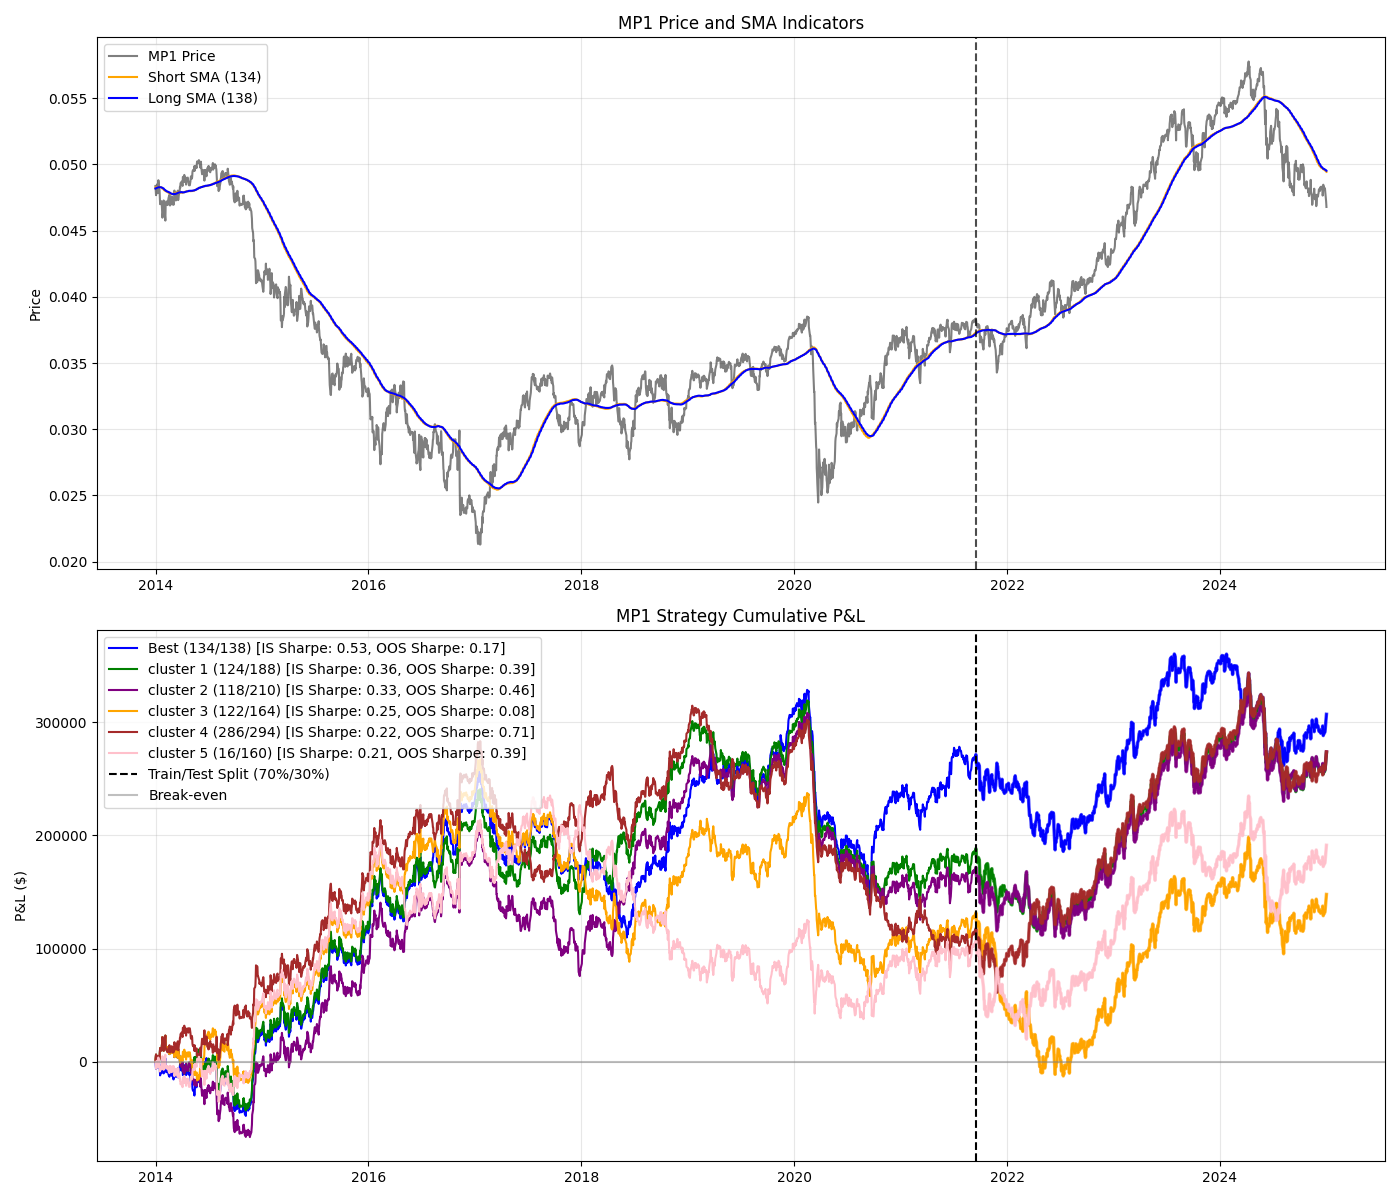 MP1 Price and SMA Indicators
MP1 Price
Short SMA (134)
Long SMA (138)
Price
0.055
0.050
0.045
0.040
0.035
0.030
0.025
0.020
2014 2016 2018 2020 2022 2024
MP1 Strategy Cumulative P&L
Best (134/138) [IS Sharpe: 0.53, OOS Sharpe: 0.17]
cluster 1 (124/188) [IS Sharpe: 0.36, OOS Sharpe: 0.39]
cluster 2 (118/210) [IS Sharpe: 0.33, OOS Sharpe: 0.46]
cluster 3 (122/164) [IS Sharpe: 0.25, OOS Sharpe: 0.08]
cluster 4 (286/294) [IS Sharpe: 0.22, OOS Sharpe: 0.71]
cluster 5 (16/160) [IS Sharpe: 0.21, OOS Sharpe: 0.39]
Train/Test Split (70%/30%)
Break-even
P&L ($)
300000
200000
100000
0
2014 2016 2018 2020 2022 2024